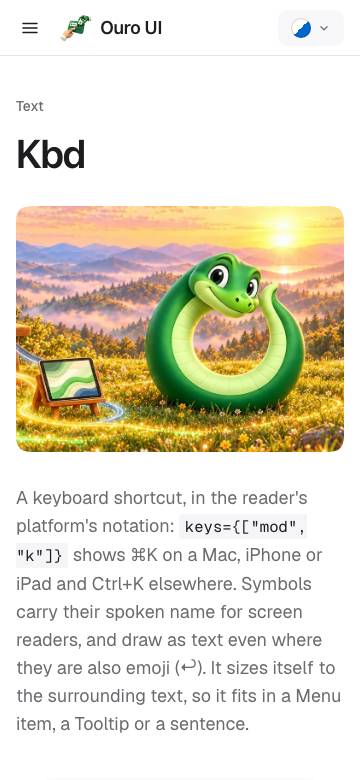 Ouro UI
Text
Kbd
A keyboard shortcut, in the reader's
platform's notation: keys={["mod",
"k"]} shows ⌘K on a Mac, iPhone or
iPad and Ctrl+K elsewhere. Symbols
carry their spoken name for screen
readers, and draw as text even where
they are also emoji (↩). It sizes itself to
the surrounding text, so it fits in a Menu
item, a Tooltip or a sentence.